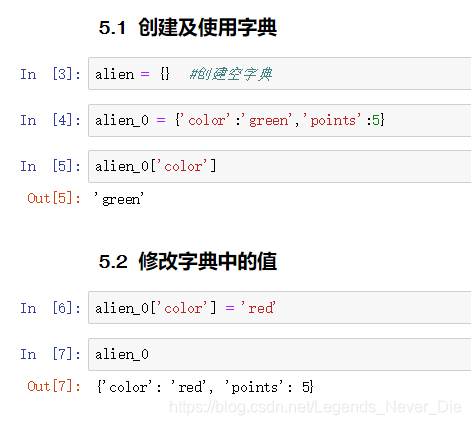 5.1 创建及使用字典
In [3]: alien = {} #创建空字典
In [4]: alien_0 = {'color':'green','points':5}
In [5]: alien_0['color']
Out[5]: 'green'
5.2 修改字典中的值
In [6]: alien_0['color'] = 'red'
In [7]: alien_0
Out[7]: {'color': 'red', 'points': 5}
https://blog.csdn.net/Legends_Never_Die